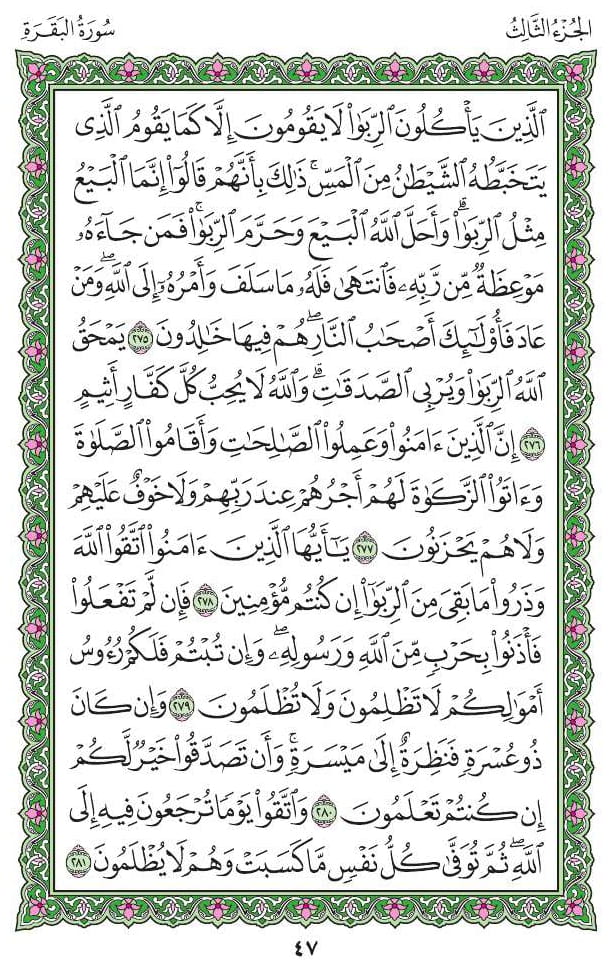 الجُزْءُ الثَّالِثُ
سُورَةُ البَقَرَةِ
ٱلَّذِينَ يَأْكُلُونَ ٱلرِّبَوٰا۟ لَا يَقُومُونَ إِلَّا كَمَا يَقُومُ ٱلَّذِى
يَتَخَبَّطُهُ ٱلشَّيْطَٰنُ مِنَ ٱلْمَسِّ ۚ ذَٰلِكَ بِأَنَّهُمْ قَالُوٓا۟ إِنَّمَا ٱلْبَيْعُ
مِثْلُ ٱلرِّبَوٰا۟ ۗ وَأَحَلَّ ٱللَّهُ ٱلْبَيْعَ وَحَرَّمَ ٱلرِّبَوٰا۟ ۚ فَمَن جَآءَهُۥ
مَوْعِظَةٌ مِّن رَّبِّهِۦ فَٱنتَهَىٰ فَلَهُۥ مَا سَلَفَ وَأَمْرُهُۥٓ إِلَى ٱللَّهِ ۖ وَمَنْ
عَادَ فَأُو۟لَٰٓئِكَ أَصْحَٰبُ ٱلنَّارِ ۖ هُمْ فِيهَا خَٰلِدُونَ ٢٧٥ يَمْحَقُ
ٱللَّهُ ٱلرِّبَوٰا۟ وَيُرْبِى ٱلصَّدَقَٰتِ ۗ وَٱللَّهُ لَا يُحِبُّ كُلَّ كَفَّارٍ أَثِيمٍ
٢٧٦ إِنَّ ٱلَّذِينَ ءَامَنُوا۟ وَعَمِلُوا۟ ٱلصَّٰلِحَٰتِ وَأَقَامُوا۟ ٱلصَّلَوٰةَ
وَءَاتَوُا۟ ٱلزَّكَوٰةَ لَهُمْ أَجْرُهُمْ عِندَ رَبِّهِمْ وَلَا خَوْفٌ عَلَيْهِمْ
وَلَا هُمْ يَحْزَنُونَ ٢٧٧ يَٰٓأَيُّهَا ٱلَّذِينَ ءَامَنُوا۟ ٱتَّقُوا۟ ٱللَّهَ
وَذَرُوا۟ مَا بَقِىَ مِنَ ٱلرِّبَوٰٓا۟ إِن كُنتُم مُّؤْمِنِينَ ٢٧٨ فَإِن لَّمْ تَفْعَلُوا۟
فَأْذَنُوا۟ بِحَرْبٍ مِّنَ ٱللَّهِ وَرَسُولِهِۦ ۖ وَإِن تُبْتُمْ فَلَكُمْ رُءُوسُ
أَمْوَٰلِكُمْ لَا تَظْلِمُونَ وَلَا تُظْلَمُونَ ٢٧٩ وَإِن كَانَ
ذُو عُسْرَةٍ فَنَظِرَةٌ إِلَىٰ مَيْسَرَةٍ ۚ وَأَن تَصَدَّقُوا۟ خَيْرٌ لَّكُمْ
إِن كُنتُمْ تَعْلَمُونَ ٢٨٠ وَٱتَّقُوا۟ يَوْمًا تُرْجَعُونَ فِيهِ إِلَى
ٱللَّهِ ۖ ثُمَّ تُوَفَّىٰ كُلُّ نَفْسٍ مَّا كَسَبَتْ وَهُمْ لَا يُظْلَمُونَ ٢٨١
٤٧